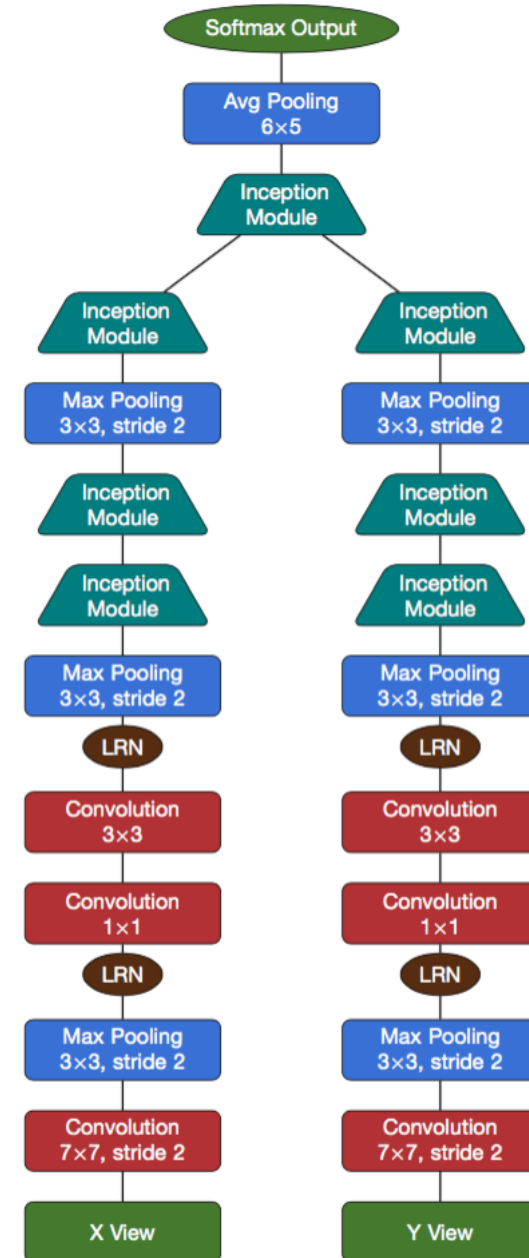 Softmax Output
Avg Pooling
6×5
Inception
Module
Inception
Module
Inception
Module
Max Pooling
3×3, stride 2
Max Pooling
3×3, stride 2
Inception
Module
Inception
Module
Inception
Module
Inception
Module
Max Pooling
3×3, stride 2
Max Pooling
3×3, stride 2
LRN
LRN
Convolution
3×3
Convolution
3×3
Convolution
1×1
Convolution
1×1
LRN
LRN
Max Pooling
3×3, stride 2
Max Pooling
3×3, stride 2
Convolution
7×7, stride 2
Convolution
7×7, stride 2
X View
Y View